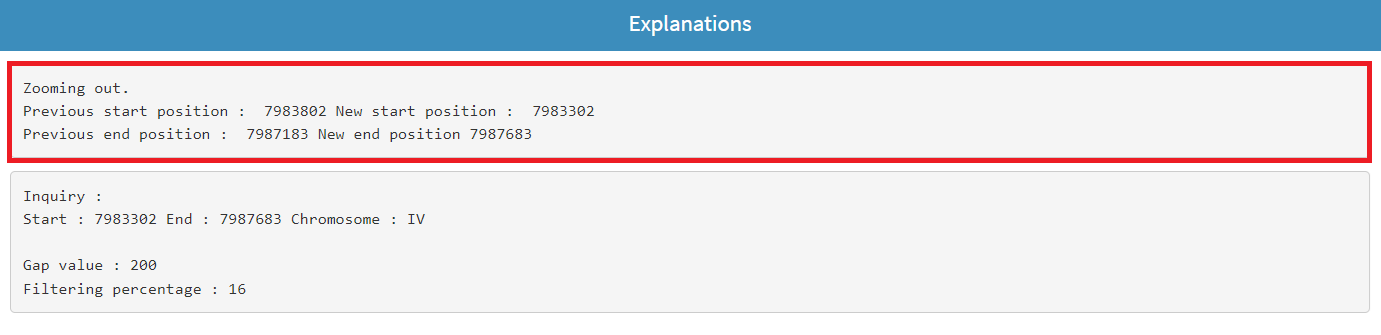 Explanations
Zooming out.
Previous start position :  7983802 New start position :  7983302
Previous end position :  7987183 New end position 7987683
Inquiry :
Start : 7983302 End : 7987683 Chromosome : IV
Gap value : 200
Filtering percentage : 16